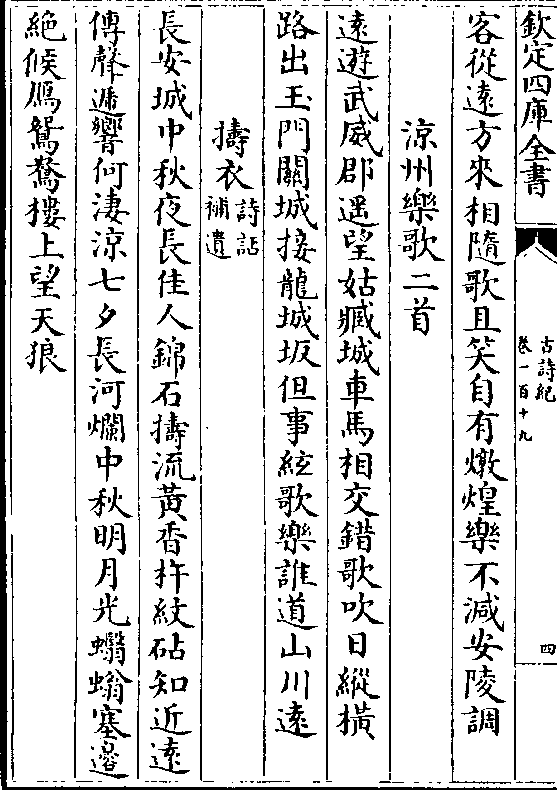 欽定四庫全書
古詩紀
卷一百十九
四
客從遠方來相隨歌且笑自有燉煌樂不減安陵調
涼州樂歌二首
遠遊武威郡遥望姑臧城車馬相交錯歌吹日縱橫
路出玉門關城接龍城坂但事絃歌樂誰道山川遠
擣衣詩話補遺
長安城中秋夜長佳人錦石擣流黃香杵紋砧知近遠
傳聲遞響何淒涼七夕長河爛中秋明月光蠮螉塞邉
絶候鴈鴛鴦樓上望天狼